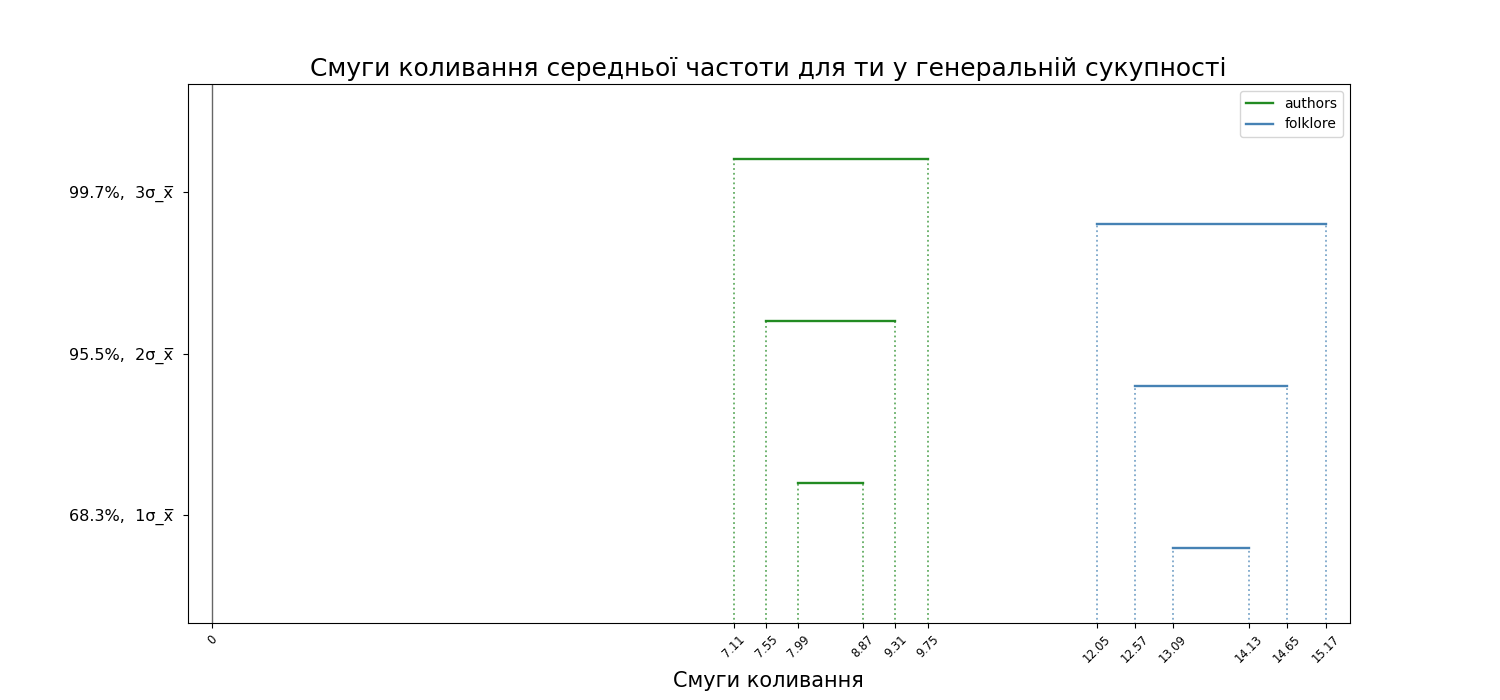 Смуги коливання середньої частоти для ти у генеральній сукупності
authors
folklore
99.7%, 3σ_x̅
95.5%, 2σ_x̅
68.3%, 1σ_x̅
0 7.11 7.55 7.99 8.87 9.31 9.75 12.05 12.57 13.09 14.13 14.65 15.17
Смуги коливання